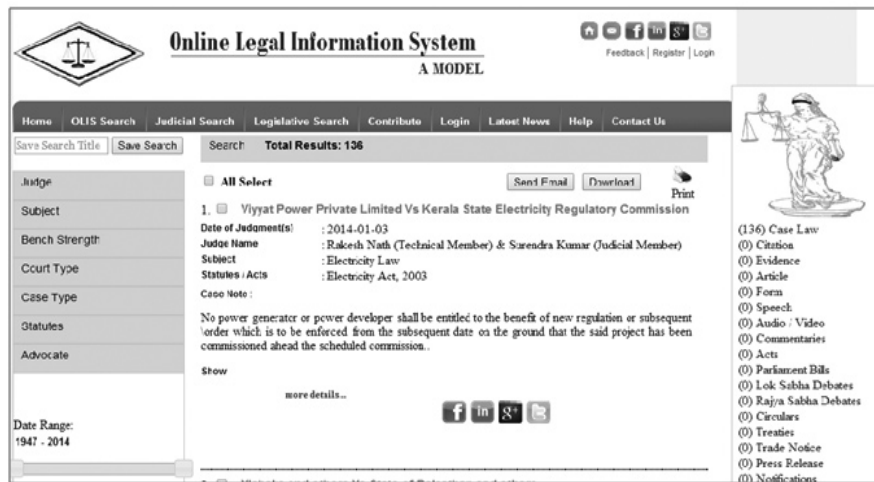 Online Legal Information System
A MODEL
Feedback | Register | Login
Home OLIS Search Judicial Search Legislative Search Contribute Login Latest News Help Contact Us
Save Search Title Save Search
Search Total Results: 136
Judge
Subject
Bench Strength
Court Type
Case Type
Statutes
Advocate
Date Range:
1947 - 2014
All Select Send Email Download Print
1. Viyyat Power Private Limited Vs Kerala State Electricity Regulatory Commission
Date of Judgment(s) : 2014-01-03
Judge Name : Rakesh Nath (Technical Member) & Surendra Kumar (Judicial Member)
Subject : Electricity Law
Statutes / Acts : Electricity Act, 2003
Case Note :
No power generator or power developer shall be entitled to the benefit of new regulation or subsequent
\order which is to be enforced from the subsequent date on the ground that the said project has been
commissioned ahead the scheduled commission..
Show
more details...
f in g+
(136) Case Law
(0) Citation
(0) Evidence
(0) Article
(0) Form
(0) Speech
(0) Audio / Video
(0) Commentaries
(0) Acts
(0) Parliament Bills
(0) Lok Sabha Debates
(0) Rajya Sabha Debates
(0) Circulars
(0) Treaties
(0) Trade Notice
(0) Press Release
(0) Notifications